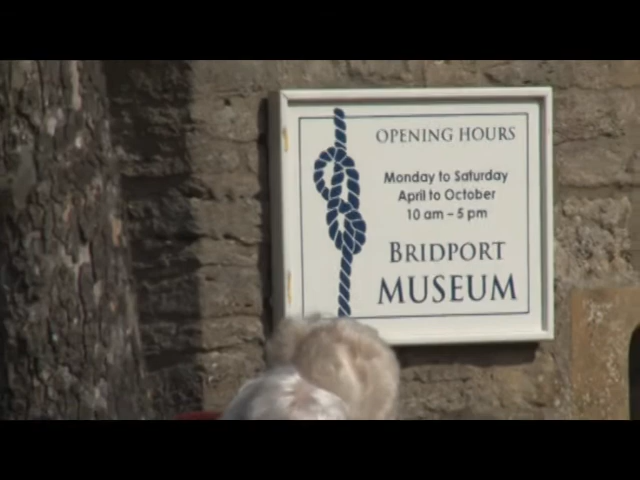 OPENING HOURS
Monday to Saturday
April to October
10 am – 5 pm
BRIDPORT
MUSEUM